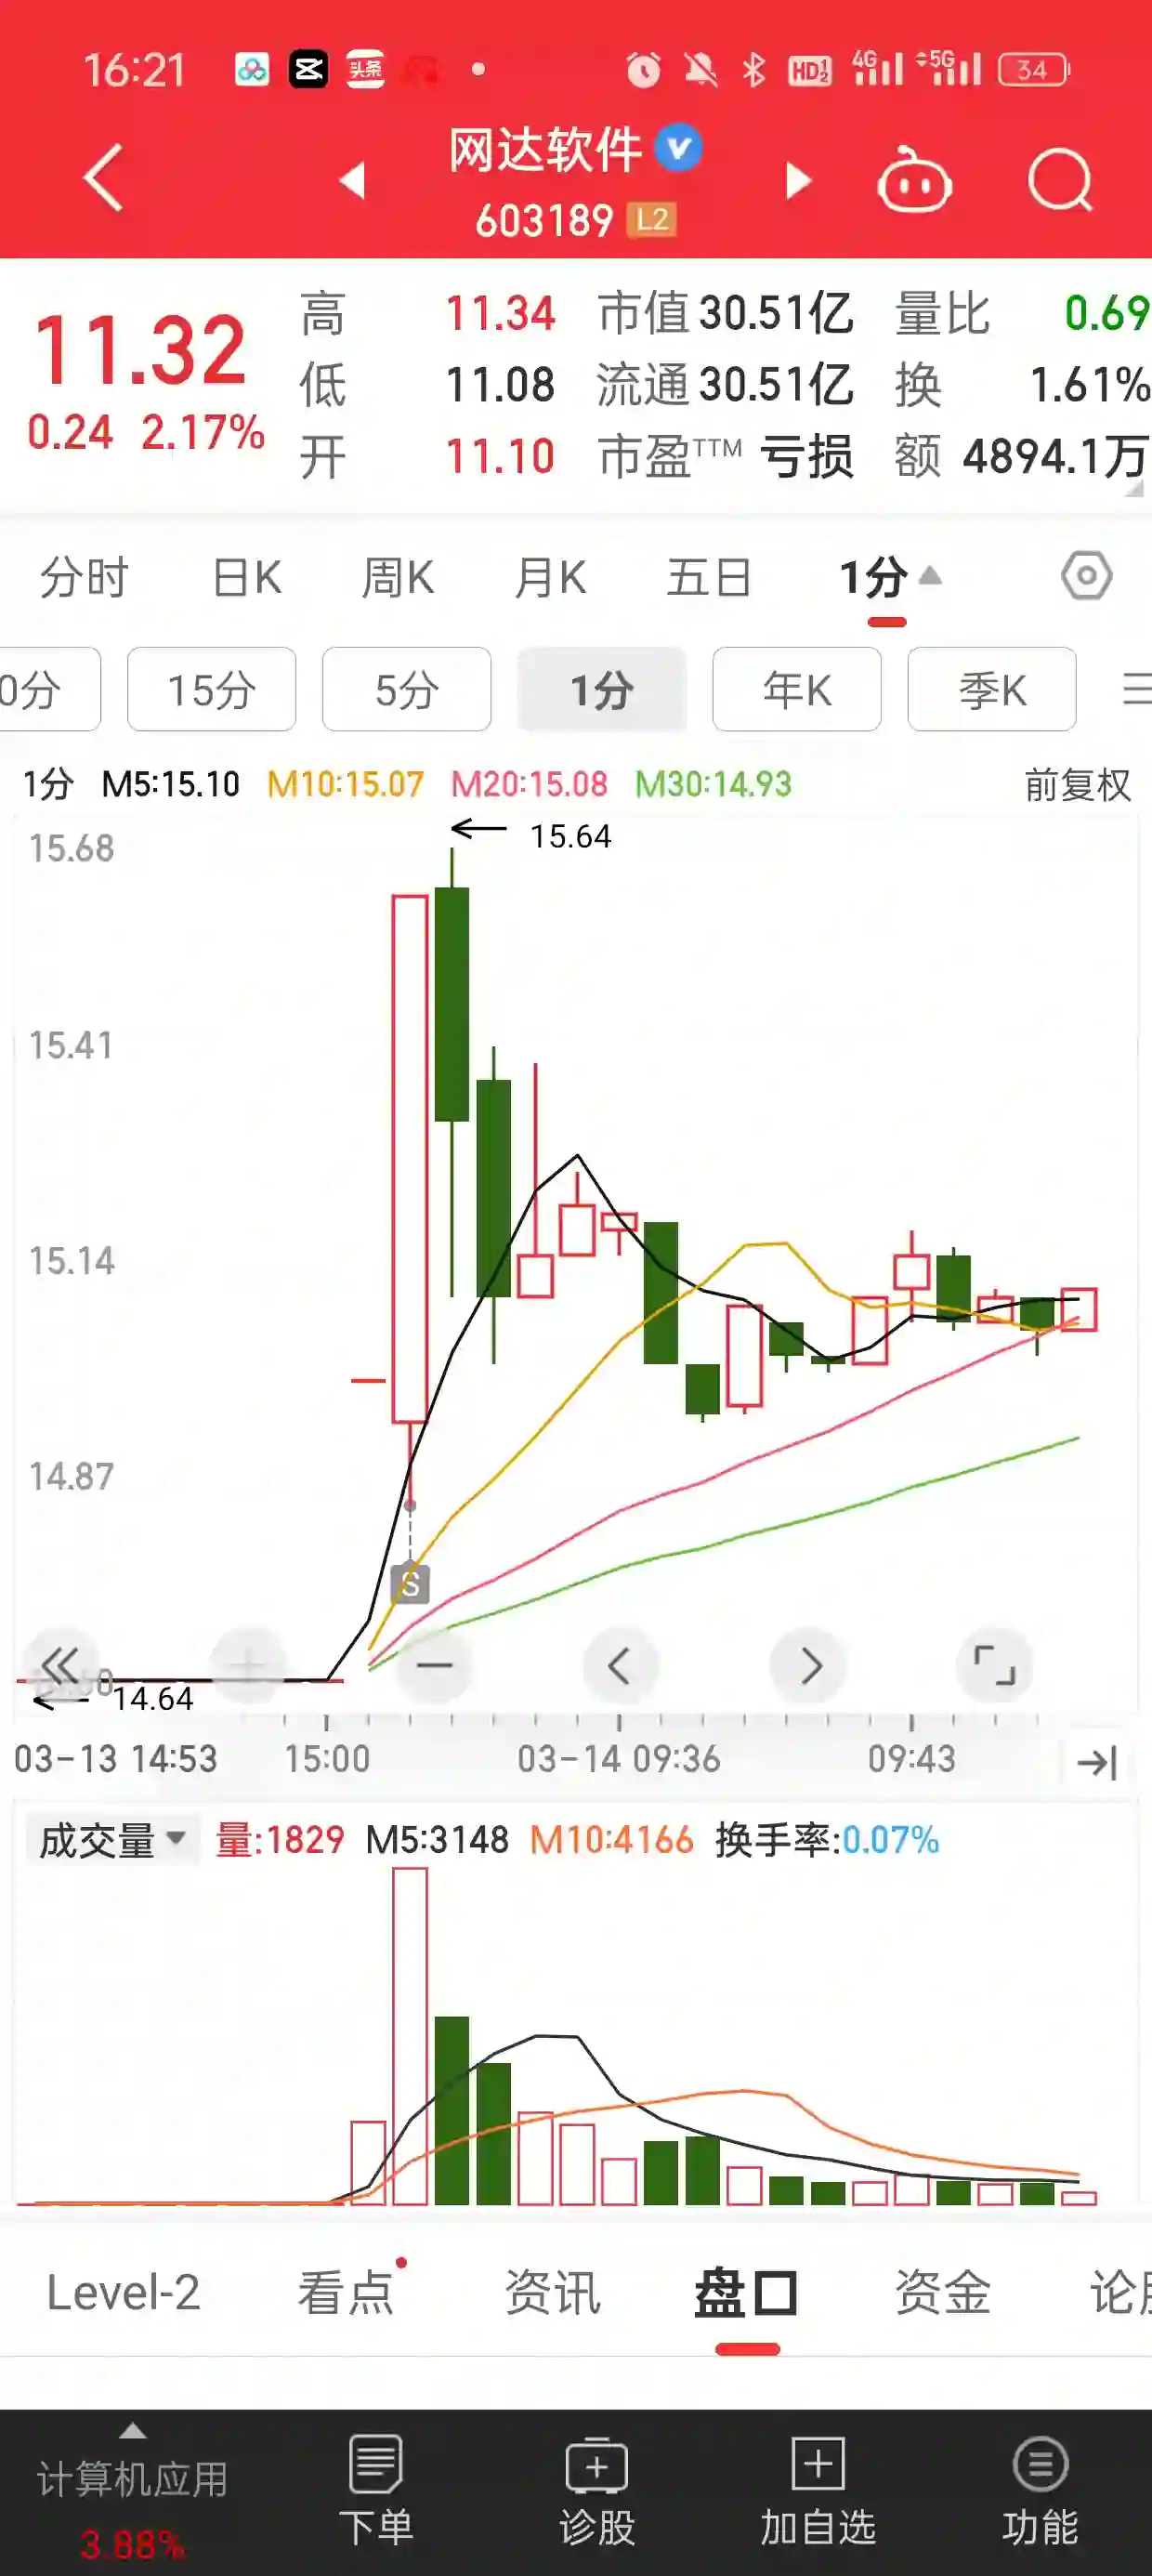 16:21 头条 HD1 2 4G 5G 34
网达软件
603189 L2
11.32 高 11.34 市值 30.51亿 量比 0.69
0.24 2.17% 低 11.08 流通 30.51亿 换 1.61%
开 11.10 市盈TTM 亏损 额 4894.1万
分时 日K 周K 月K 五日 1分
0分 15分 5分 1分 年K 季K
1分 M5:15.10 M10:15.07 M20:15.08 M30:14.93 前复权
15.64
15.68
15.41
15.14
14.87
S
14.64
03-13 14:53 15:00 03-14 09:36 09:43
成交量 量:1829 M5:3148 M10:4166 换手率:0.07%
Level-2 看点 资讯 盘口 资金 论
计算机应用 下单 诊股 加自选 功能
3.88%